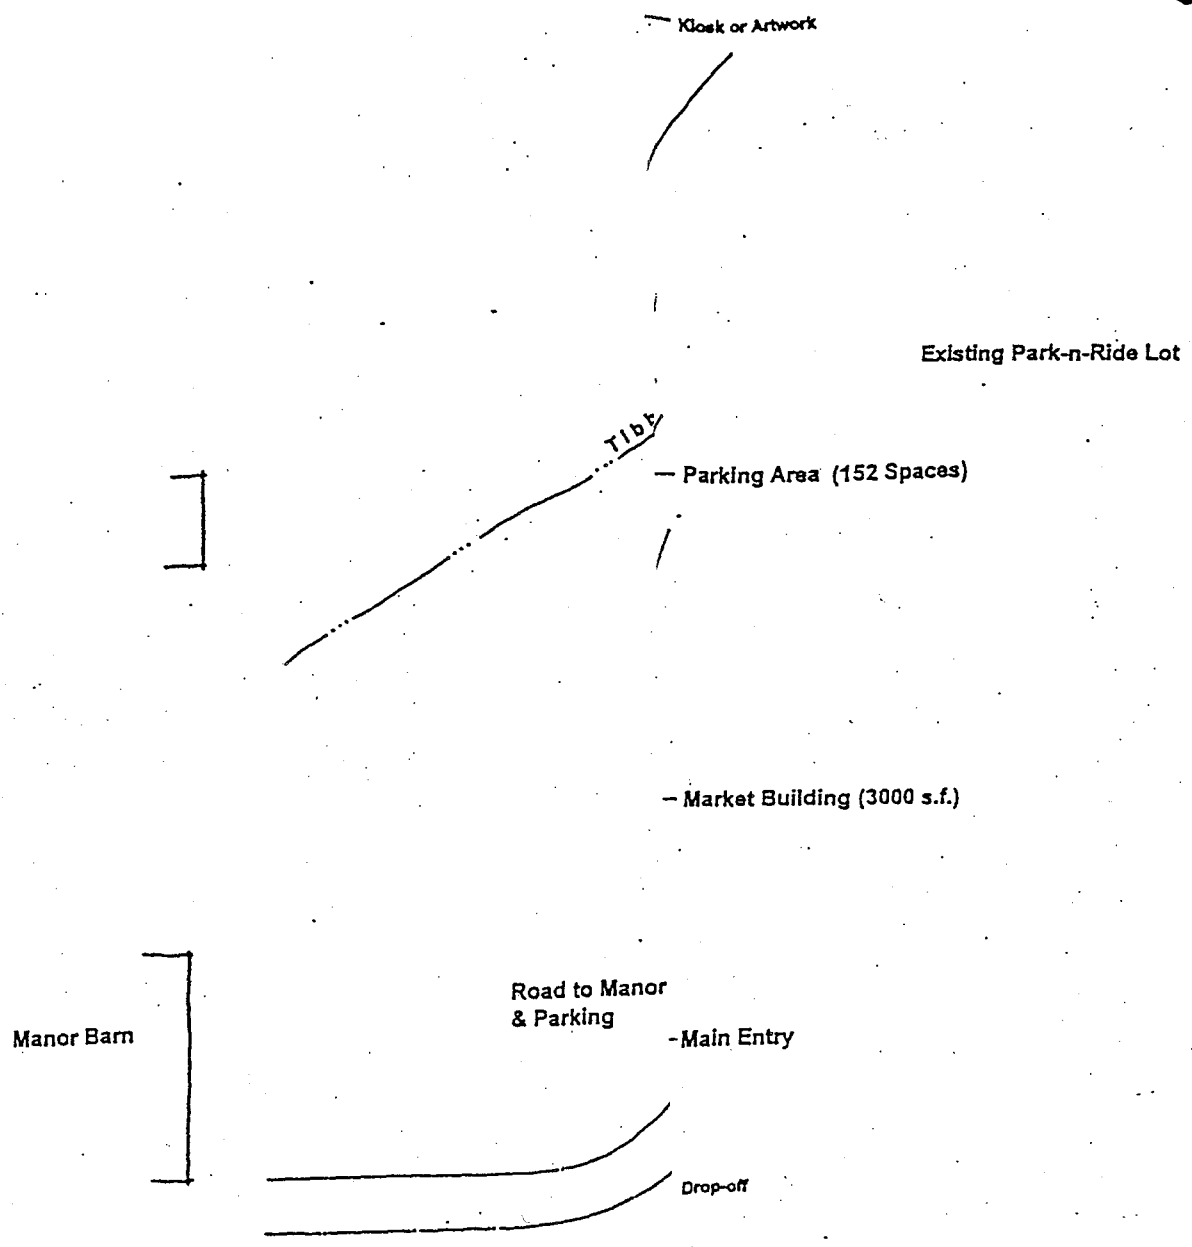 Kiosk or Artwork
Existing Park-n-Ride Lot
Parking Area (152 Spaces)
Market Building (3000 s.f.)
Road to Manor
& Parking
Manor Barn
Main Entry
Drop-off